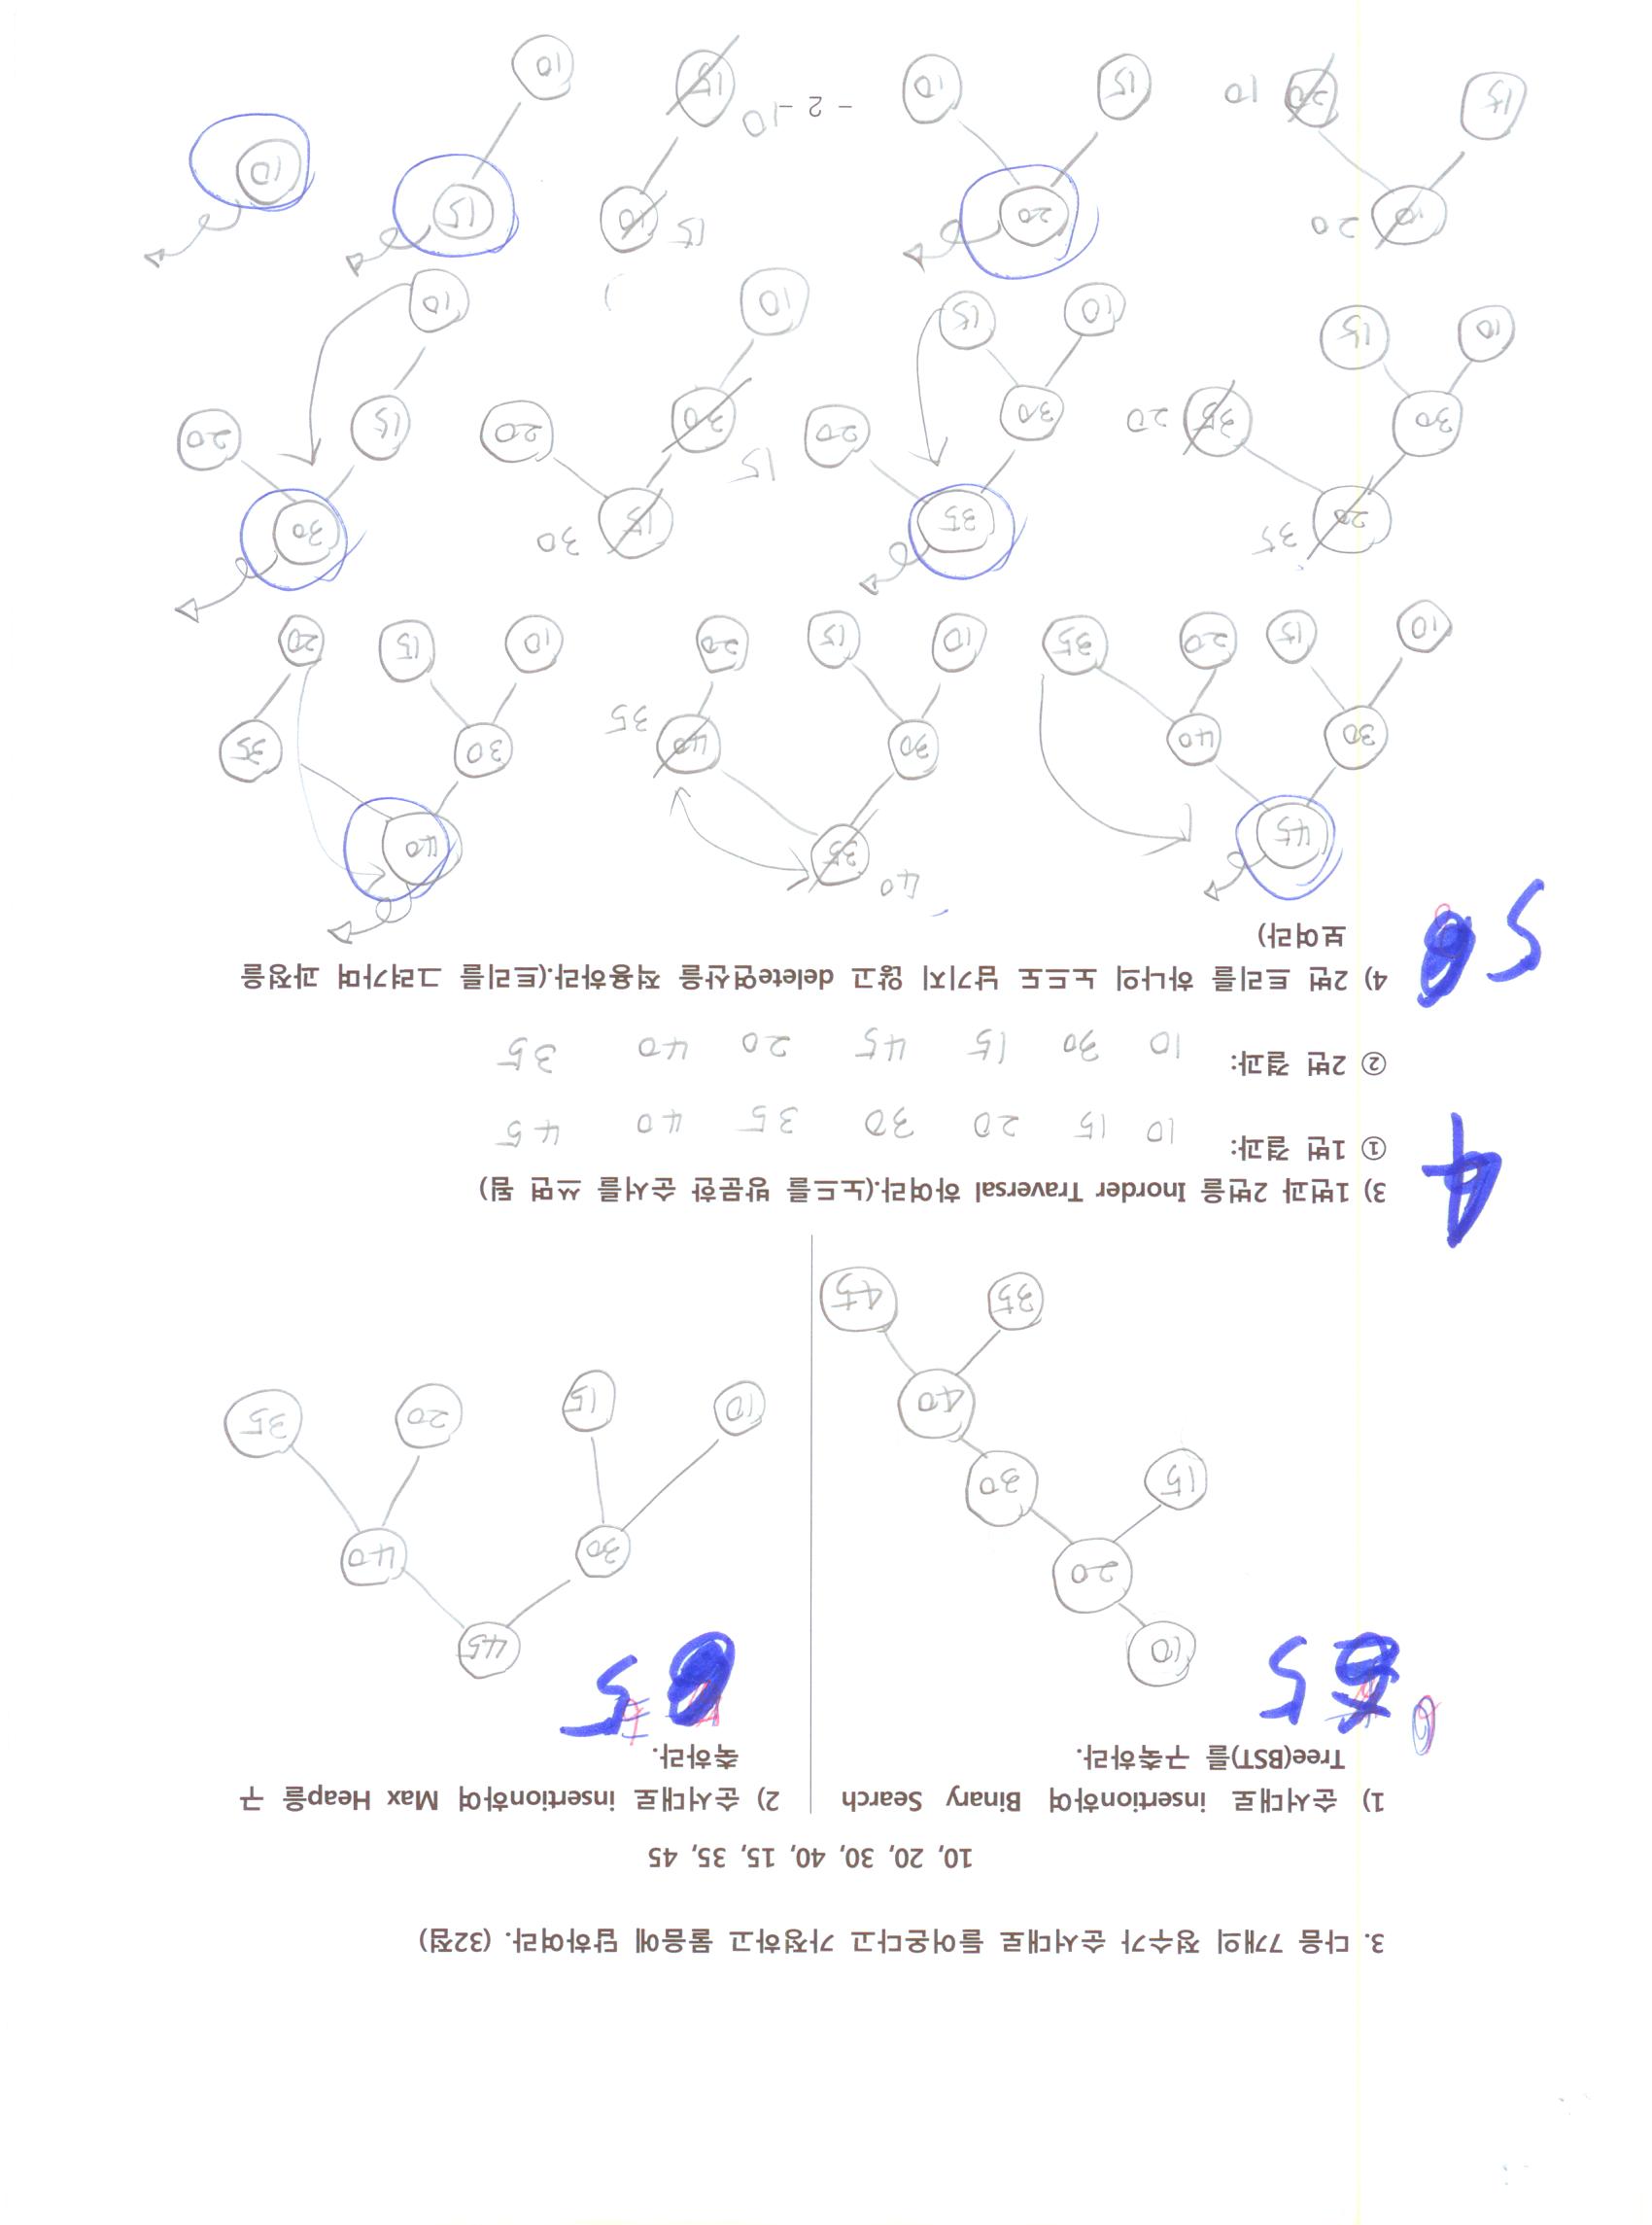 3. 다음 7개의 정수가 순서대로 들어온다고 가정하고 물음에 답하여라. (32점)
10, 20, 30, 40, 15, 35, 45
1) 순서대로 insertion하여 Binary Search
Tree(BST)를 구축하라.
5
10
20
15 30
40
35 45
2) 순서대로 insertion하여 Max Heap을 구
축하라.
5
45
30 40
10 15 20 35
4
3) 1번과 2번을 Inorder Traversal 하여라.(노드를 방문한 순서를 쓰면 됨)
① 1번 결과: 10 15 20 30 35 40 45
② 2번 결과: 10 30 15 45 20 40 35
5
4) 2번 트리를 하나의 노드도 남기지 않고 delete연산을 적용하라.(트리를 그려가며 과정을
보여라)
45
30 40
10 15 20 35
40 35
30 40 35
10 15 20
40
30 35
10 15 20
20 35
30 35 20
10 15
35
30 20
10 15
15 30
15 30 20
10
30
15 20
10
10 20
15 20 10
20
15 10
15 10
10 15
15
10
10
- 2 -